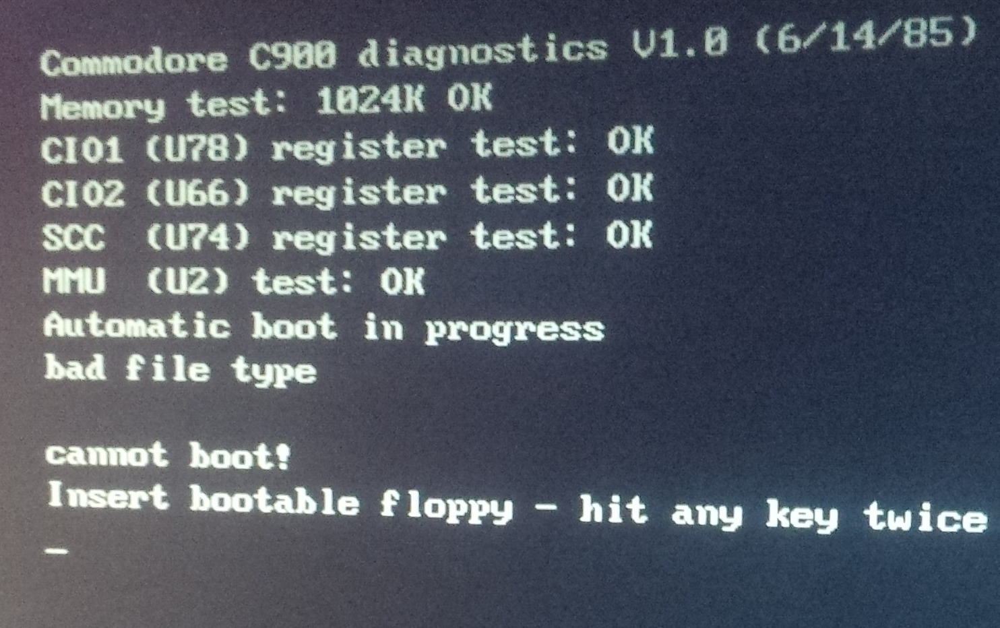 Commodore C900 diagnostics V1.0 (6/14/85)
Memory test: 1024K OK
CIO1 (U78) register test: OK
CIO2 (U66) register test: OK
SCC  (U74) register test: OK
MMU  (U2) test: OK
Automatic boot in progress
bad file type
cannot boot!
Insert bootable floppy - hit any key twice
_